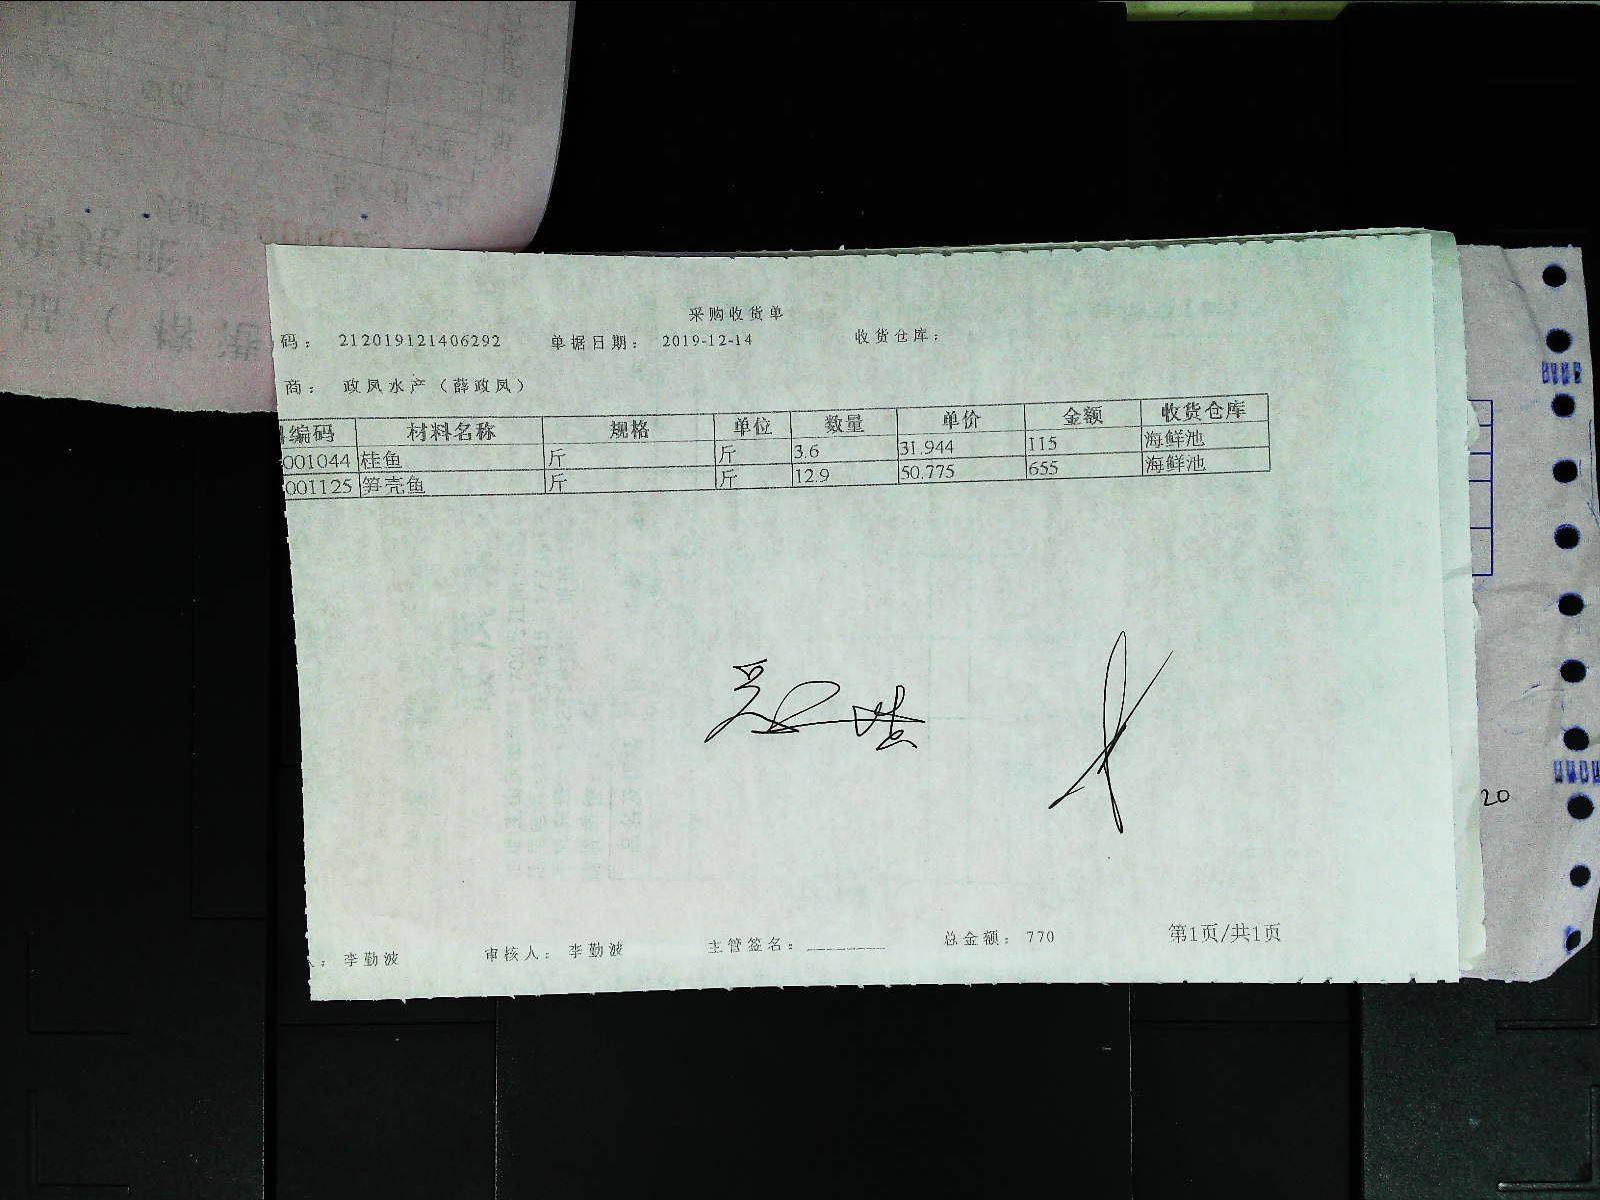 采购收货单
码： 212019121406292 单据日期： 2019-12-14 收货仓库：
商： 政凤水产（薛政凤）
编码 材料名称 规格 单位 数量 单价 金额 收货仓库
001044 桂鱼 斤 斤 3.6 31.944 115 海鲜池
001125 笋壳鱼 斤 斤 12.9 50.775 655 海鲜池
20
： 李勤波 审核人： 李勤波 主管签名： 总金额： 770 第1页/共1页